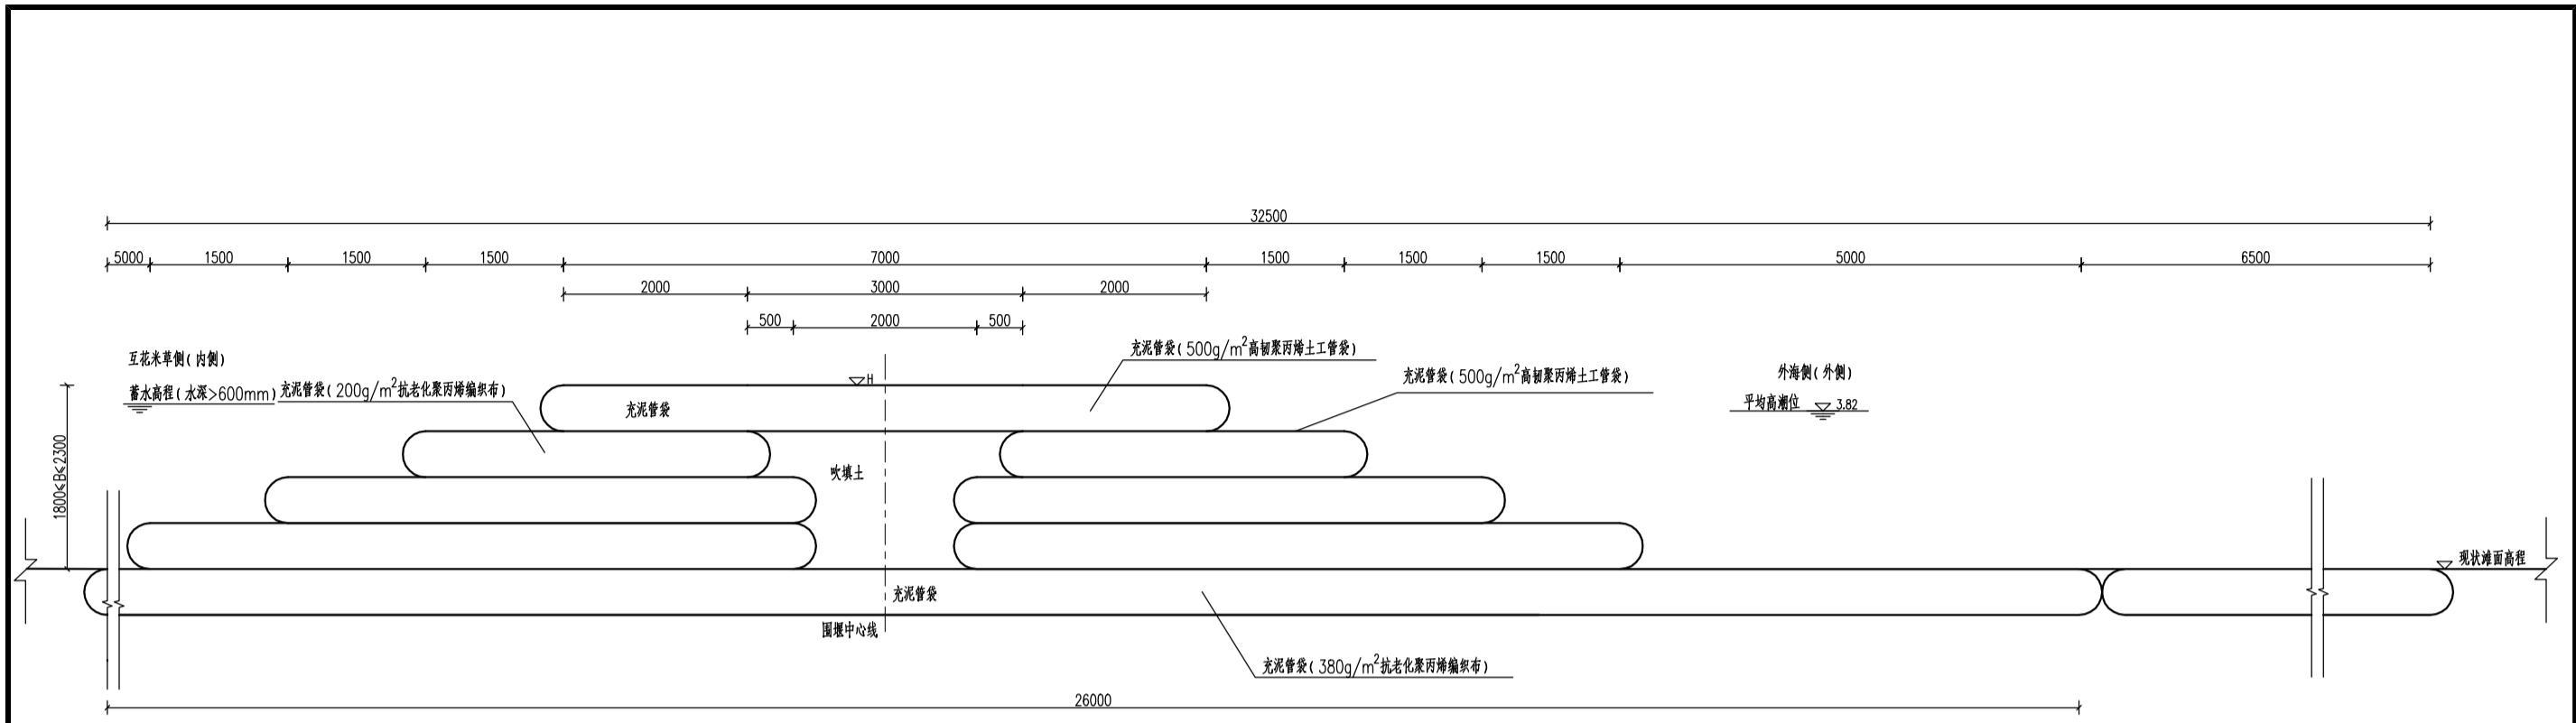 32500
5000 1500 1500 1500 7000 1500 1500 1500 5000 6500
2000 3000 2000
500 2000 500
互花米草侧(内侧)
蓄水高程(水深>600mm)
充泥管袋(200g/m²抗老化聚丙烯编织布)
H
充泥管袋(500g/m²高韧聚丙烯土工管袋)
充泥管袋(500g/m²高韧聚丙烯土工管袋)
外海侧(外侧)
平均高潮位 3.82
充泥管袋
1800≤B≤2300
吹填土
现状滩面高程
充泥管袋
围堰中心线
充泥管袋(380g/m²抗老化聚丙烯编织布)
26000